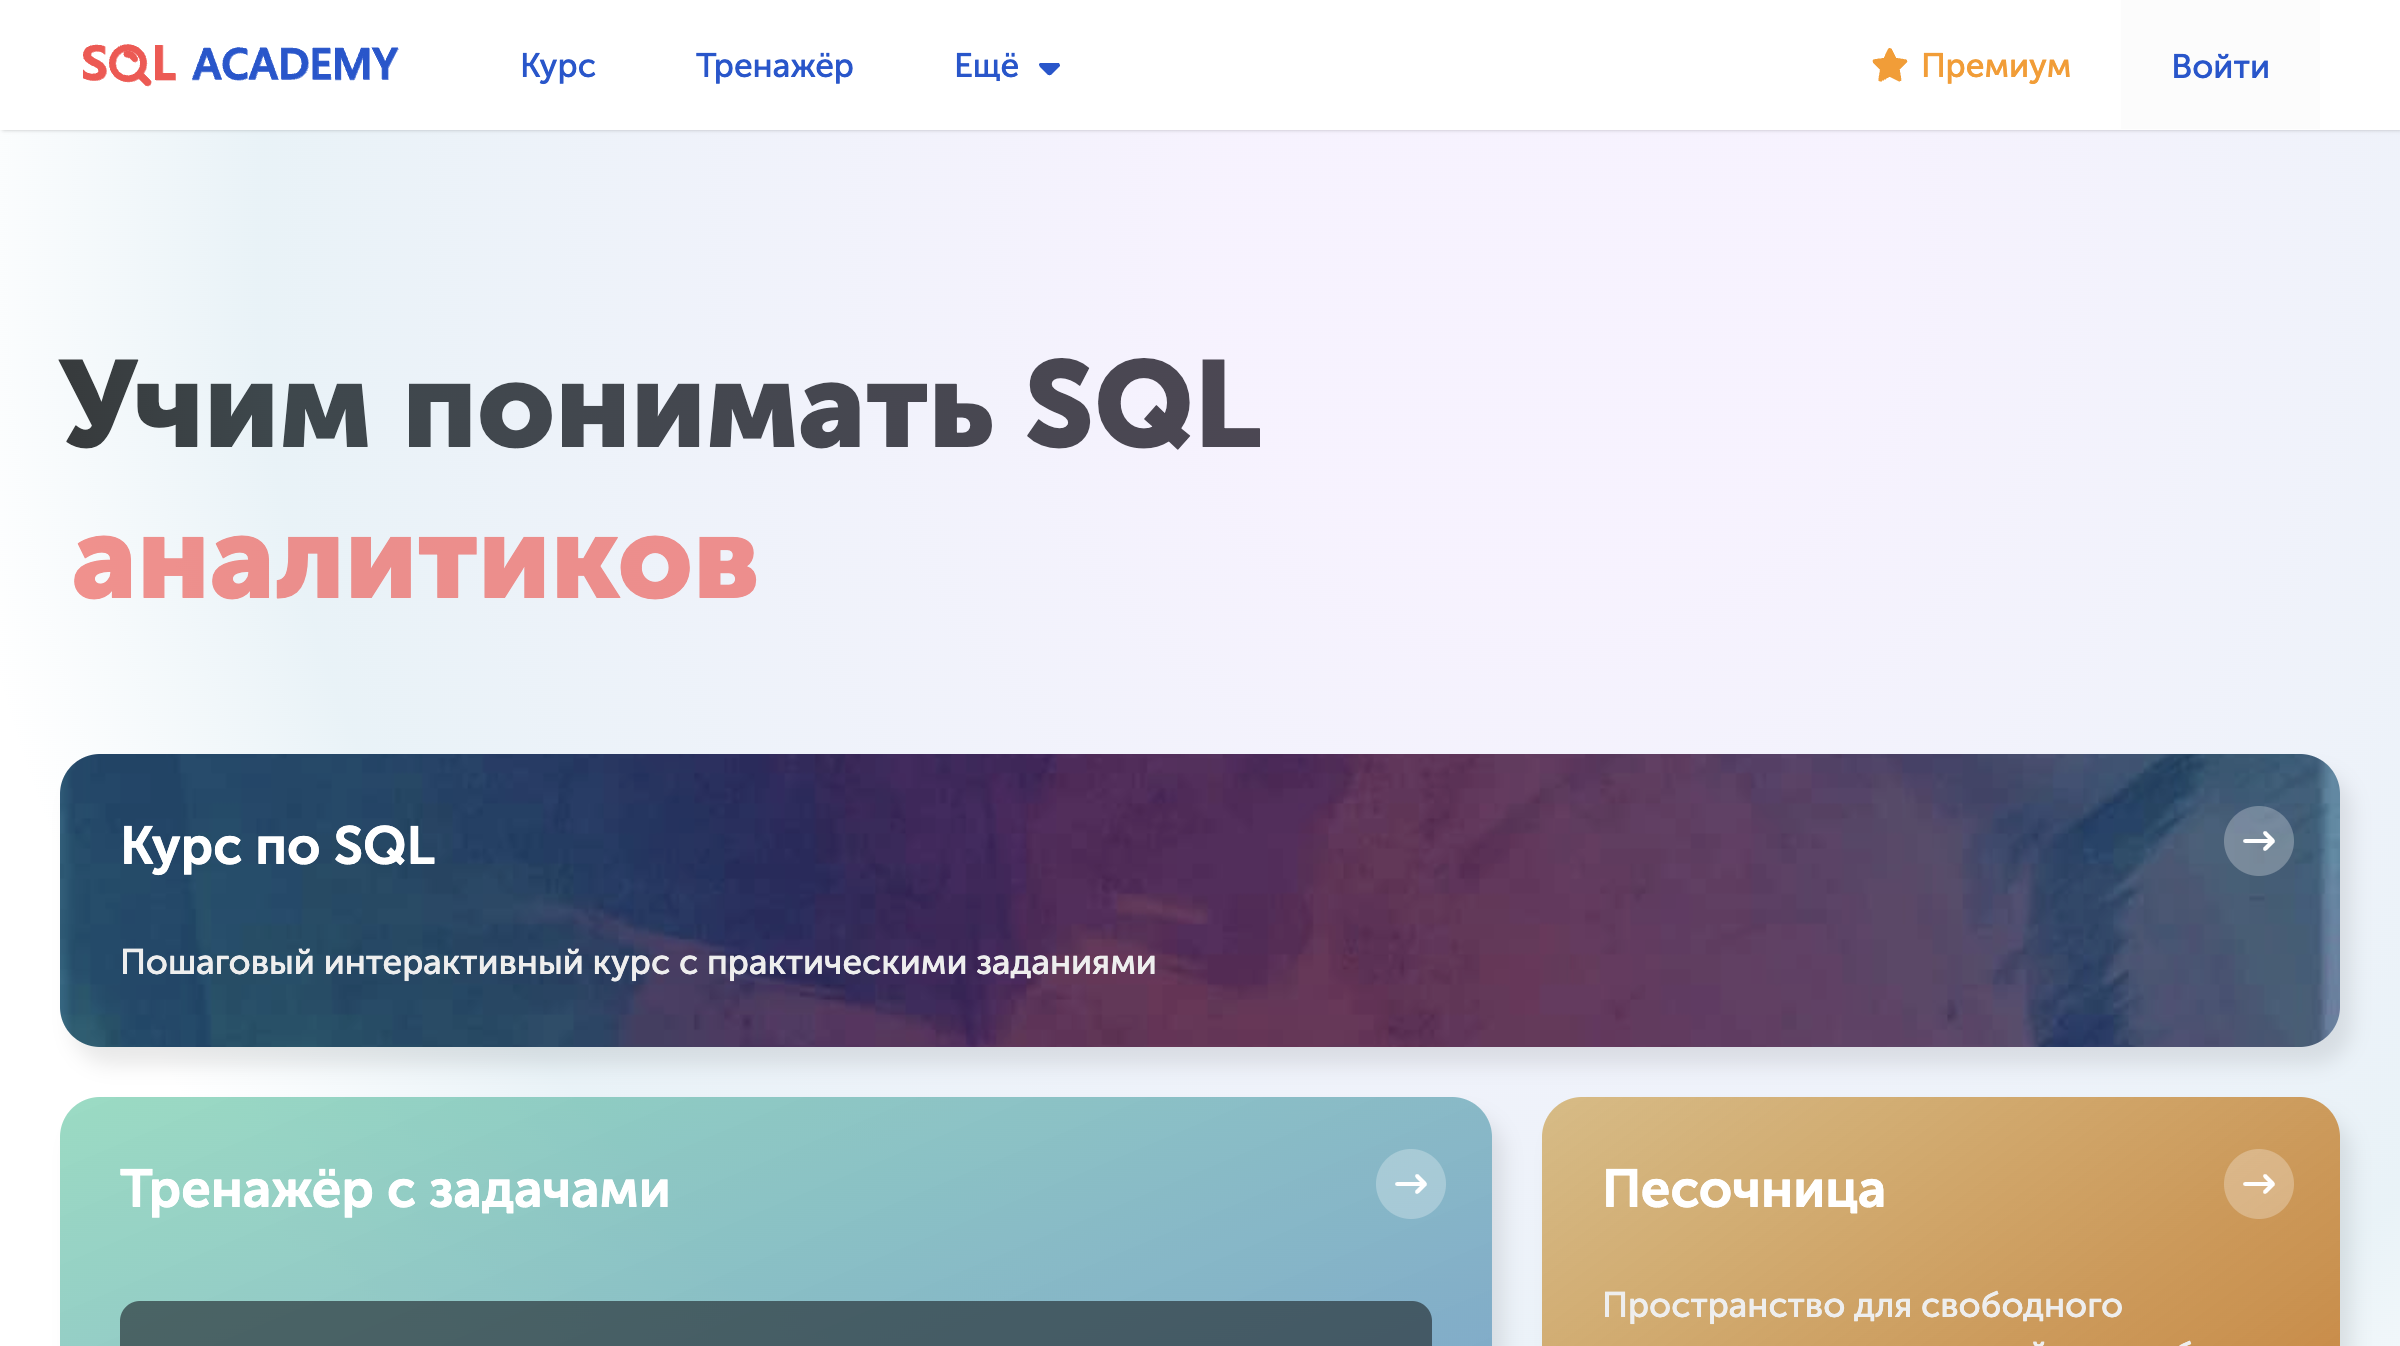 SQL ACADEMY
Курс
Тренажёр
Ещё
Премиум
Войти
Учим понимать SQL
аналитиков
Курс по SQL
Пошаговый интерактивный курс с практическими заданиями
Тренажёр с задачами
Песочница
Пространство для свободного